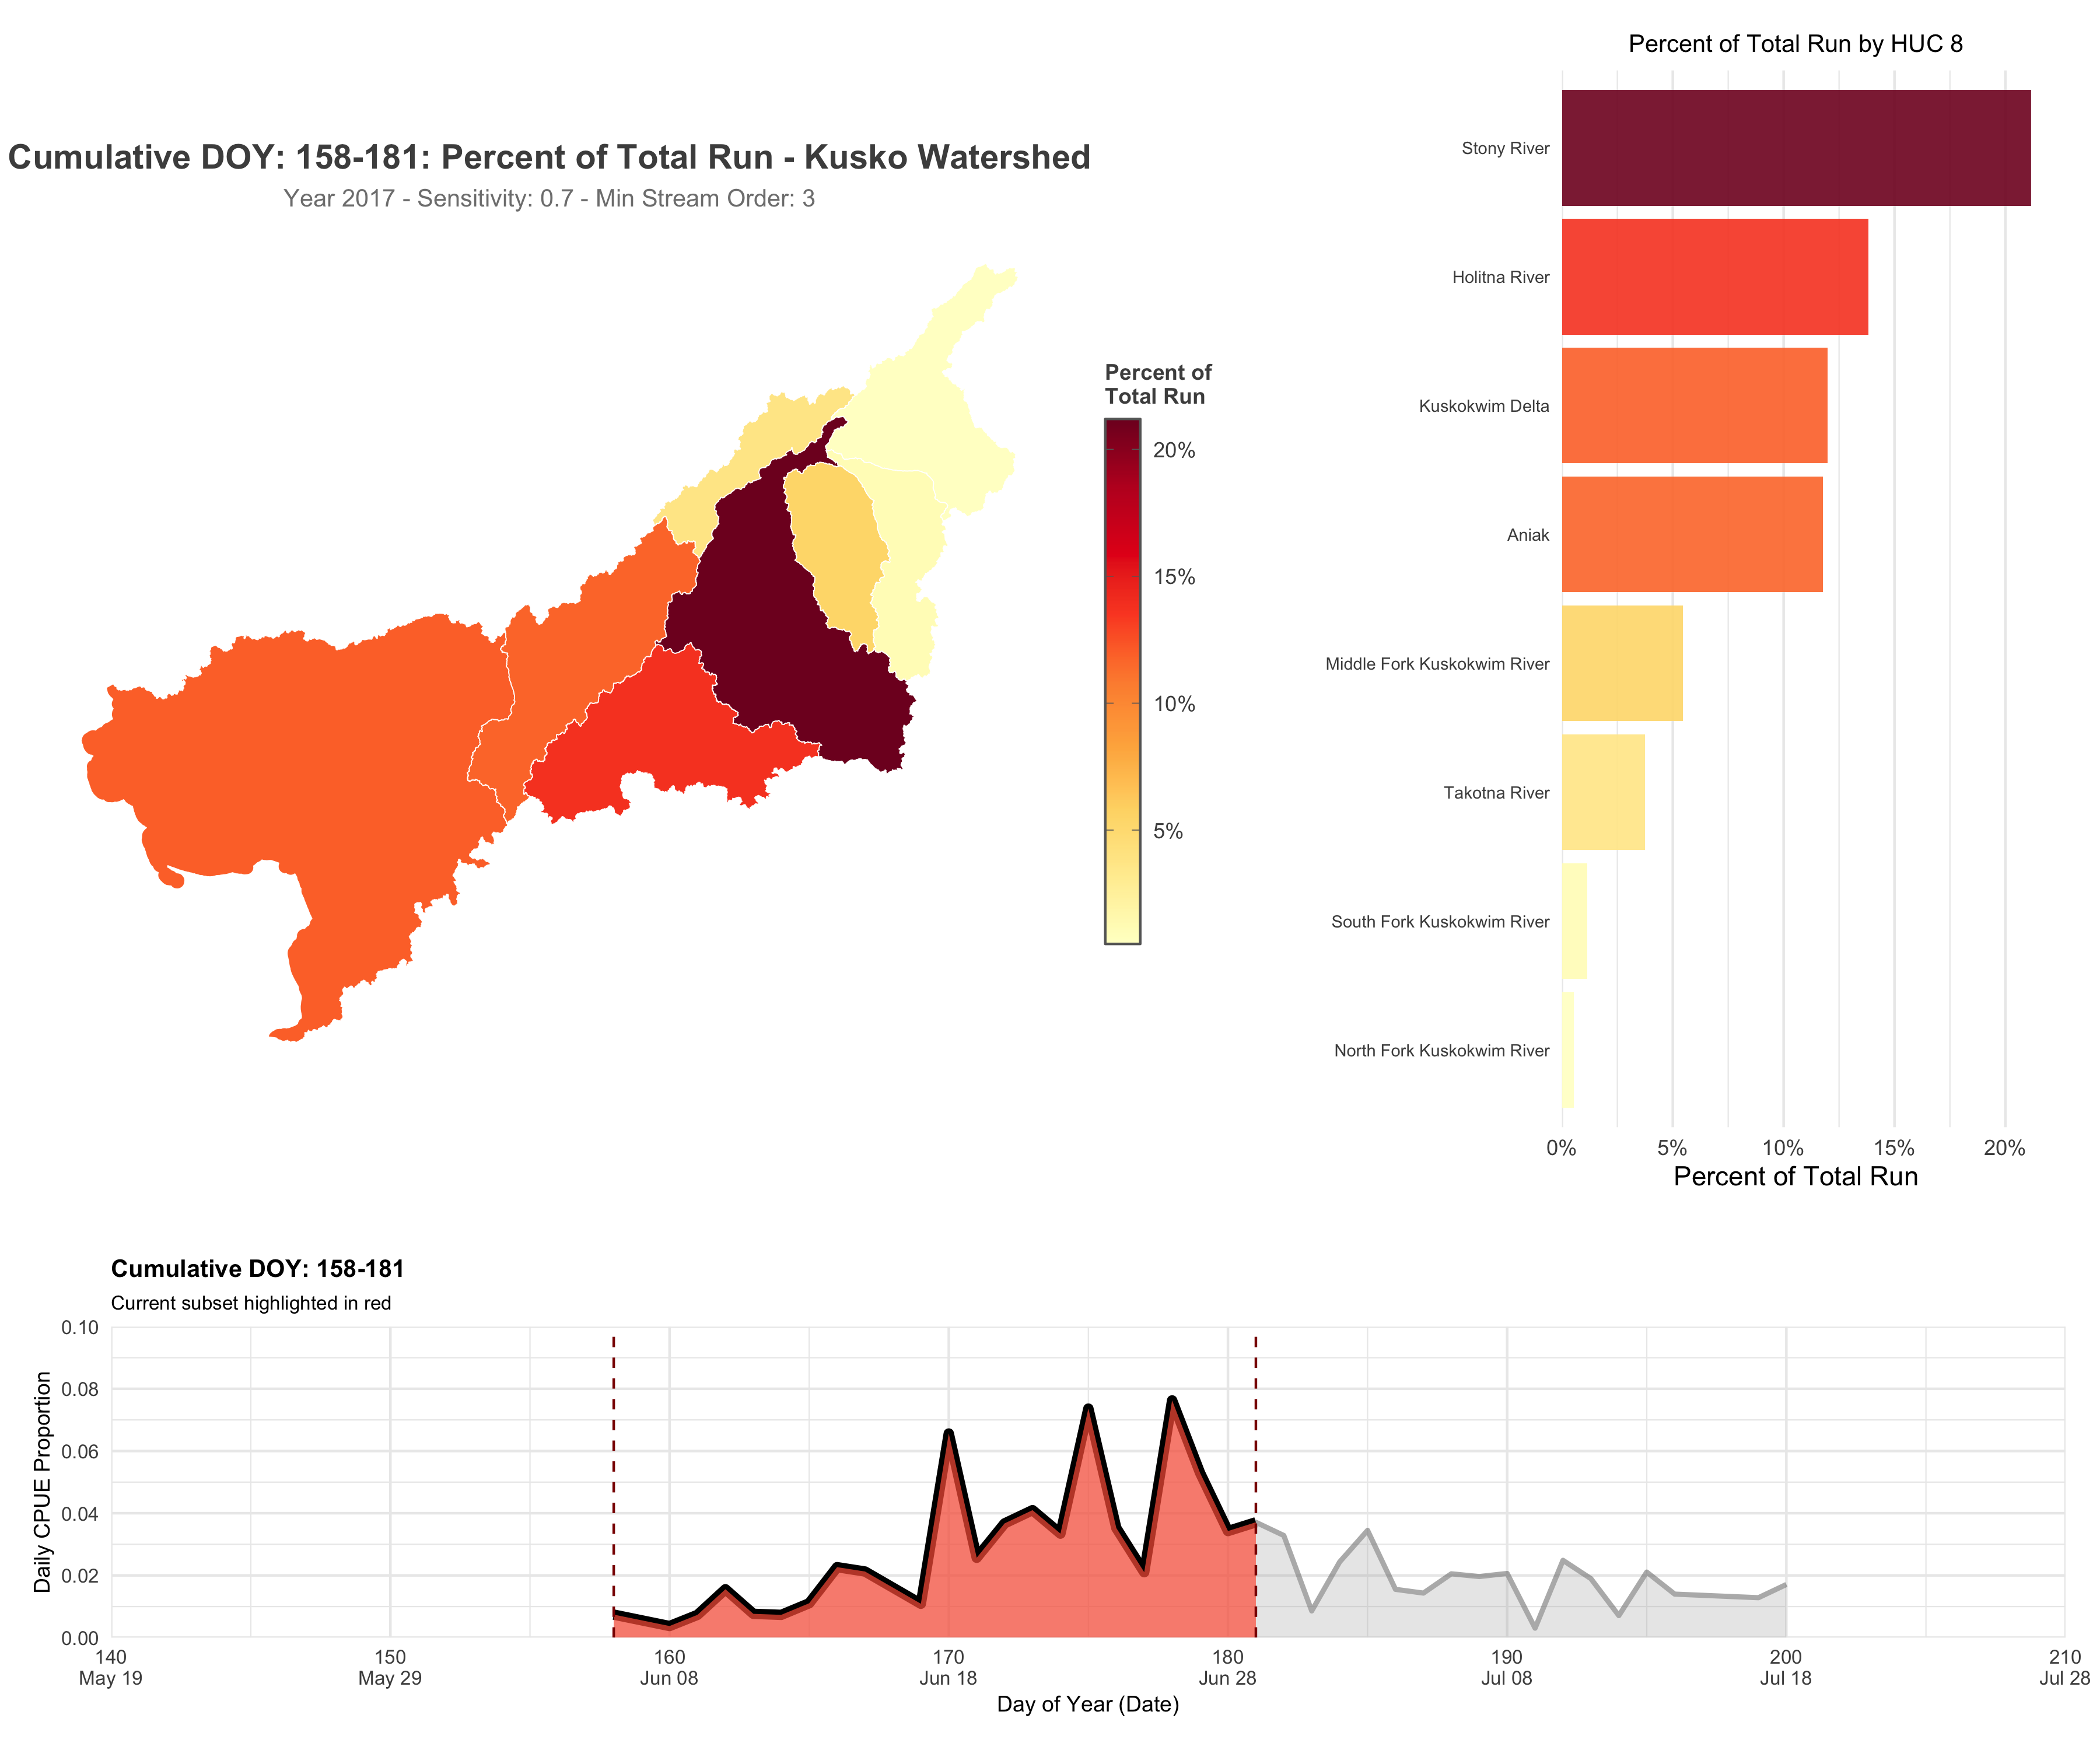 Cumulative DOY: 158-181: Percent of Total Run - Kusko Watershed
Year 2017 - Sensitivity: 0.7 - Min Stream Order: 3
Percent of
Total Run
20%
15%
10%
5%
Percent of Total Run by HUC 8
Stony River
Holitna River
Kuskokwim Delta
Aniak
Middle Fork Kuskokwim River
Takotna River
South Fork Kuskokwim River
North Fork Kuskokwim River
0% 5% 10% 15% 20%
Percent of Total Run
Cumulative DOY: 158-181
Current subset highlighted in red
Daily CPUE Proportion
0.10
0.08
0.06
0.04
0.02
0.00
140 150 160 170 180 190 200 210
May 19 May 29 Jun 08 Jun 18 Jun 28 Jul 08 Jul 18 Jul 28
Day of Year (Date)